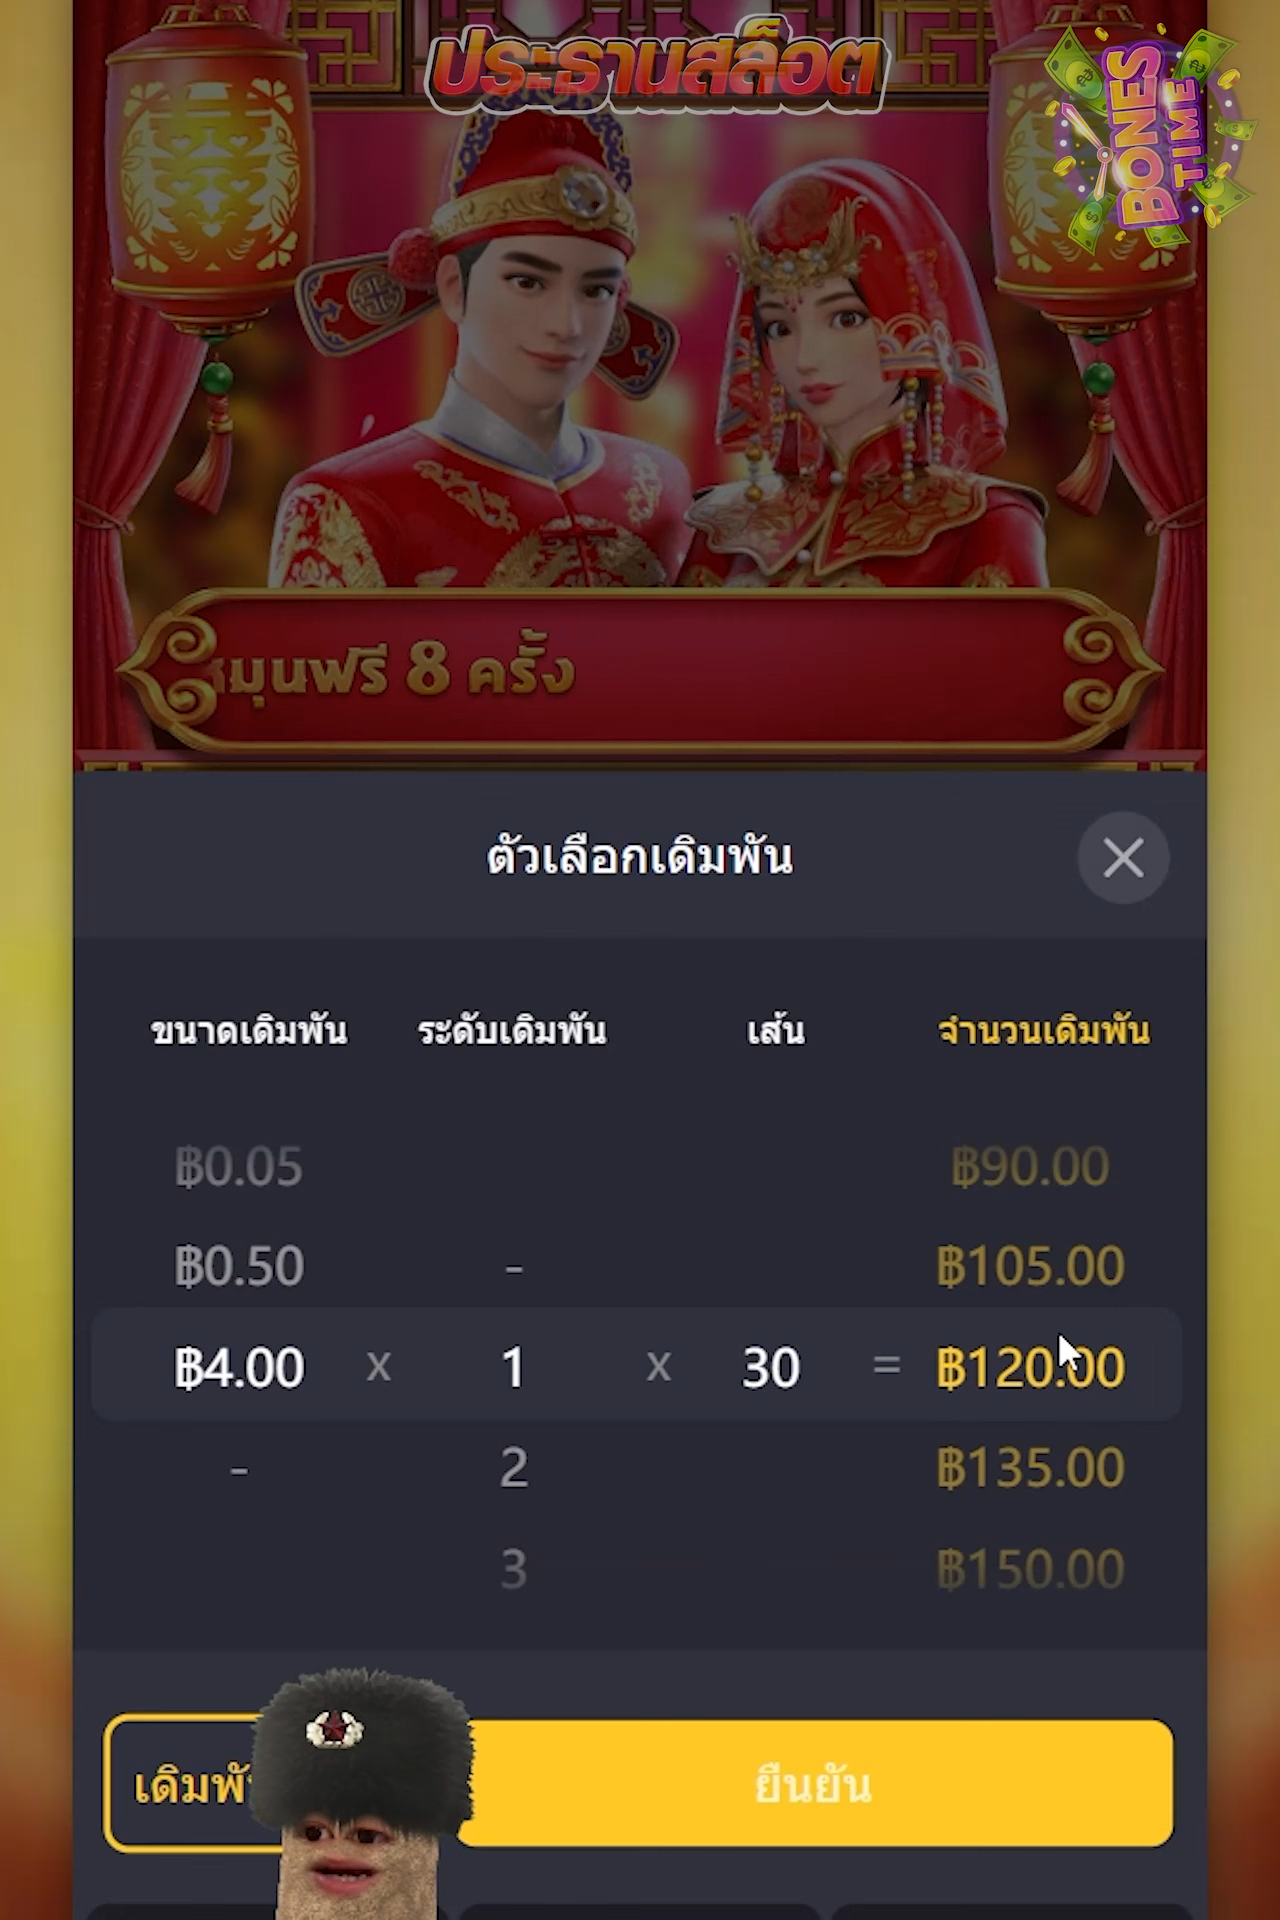 ประธานสล็อต
BONES
TIME
หมุนฟรี 8 ครั้ง
ตัวเลือกเดิมพัน
ขนาดเดิมพัน ระดับเดิมพัน เส้น จำนวนเดิมพัน
฿0.05 ฿90.00
฿0.50 - ฿105.00
฿4.00 x 1 x 30 = ฿120.00
- 2 ฿135.00
3 ฿150.00
ยืนยัน